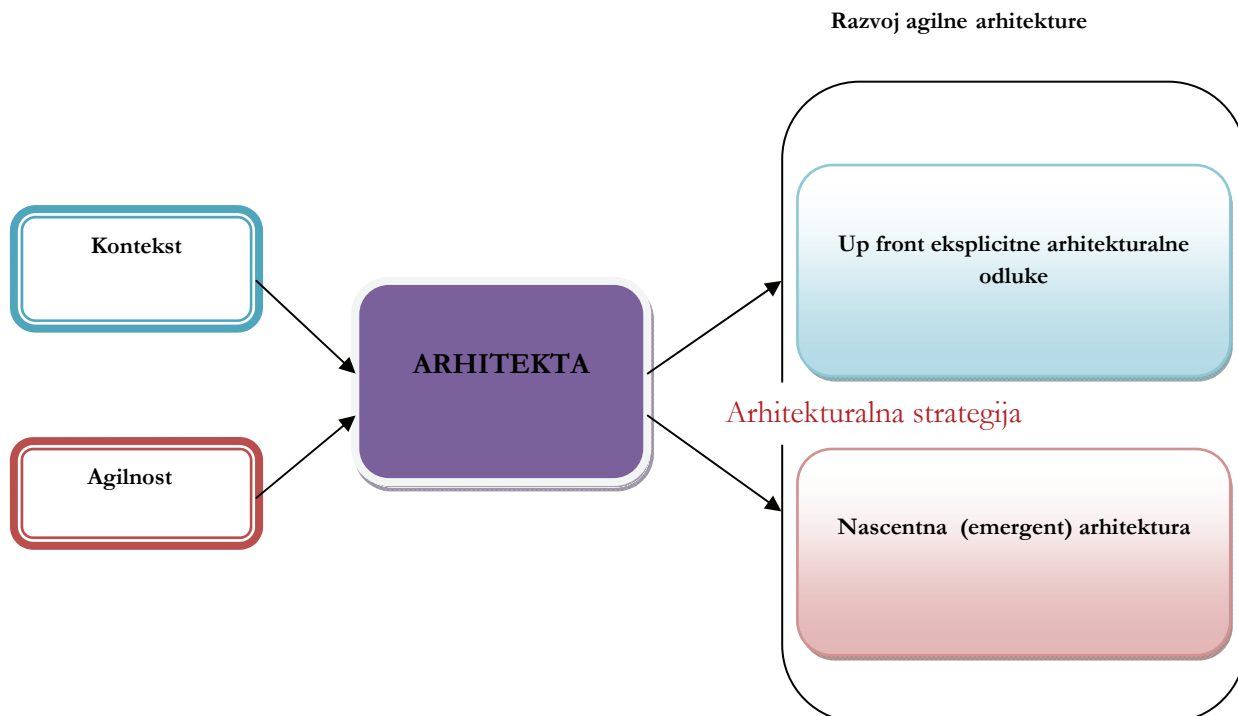 Razvoj agilne arhitekture
Kontekst
Agilnost
ARHITEKTA
Up front eksplicitne arhitekturalne
odluke
Arhitekturalna strategija
Nascentna (emergent) arhitektura